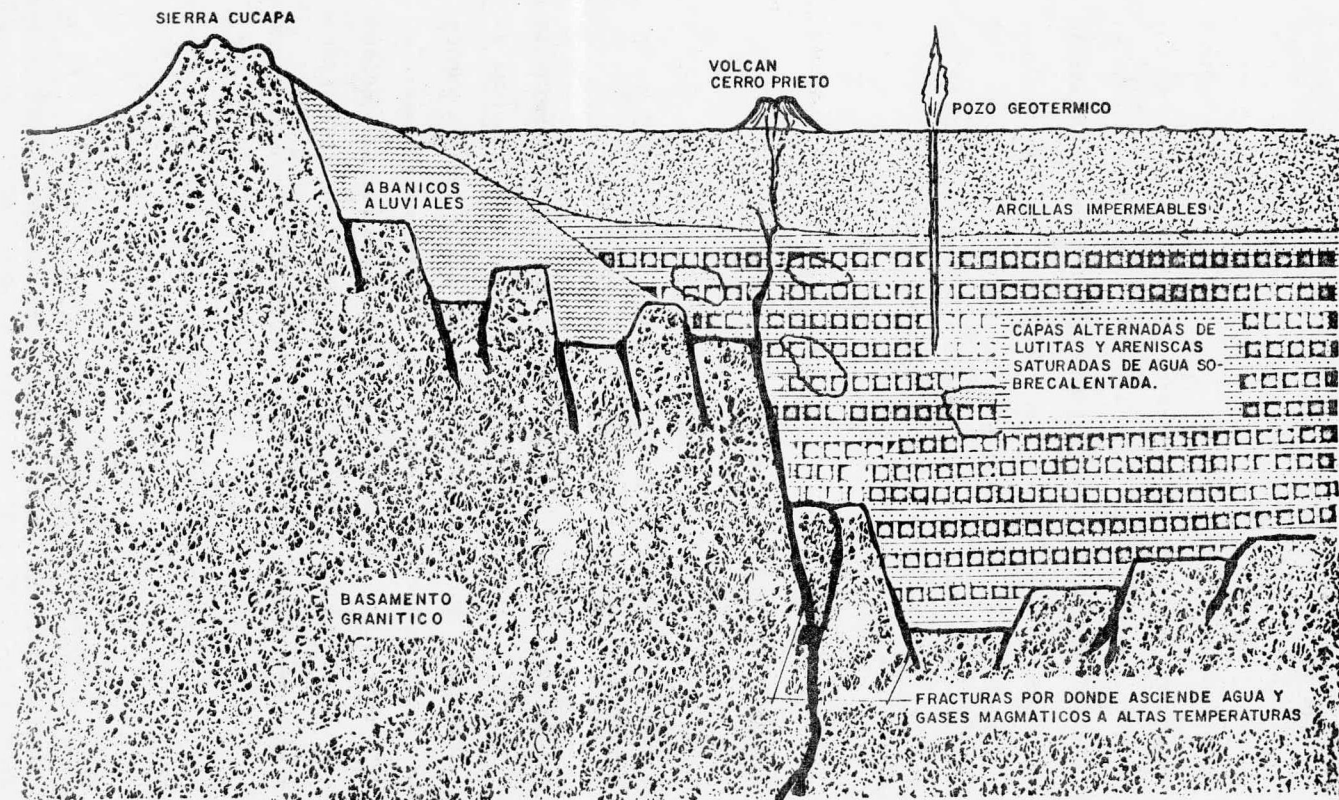 SIERRA CUCAPA
VOLCAN
CERRO PRIETO
POZO GEOTERMICO
ABANICOS
ALUVIALES
ARCILLAS IMPERMEABLES
CAPAS ALTERNADAS DE
LUTITAS Y ARENISCAS
SATURADAS DE AGUA SO-
BRECALENTADA.
BASAMENTO
GRANITICO
FRACTURAS POR DONDE ASCIENDE AGUA Y
GASES MAGMÁTICOS A ALTAS TEMPERATURAS